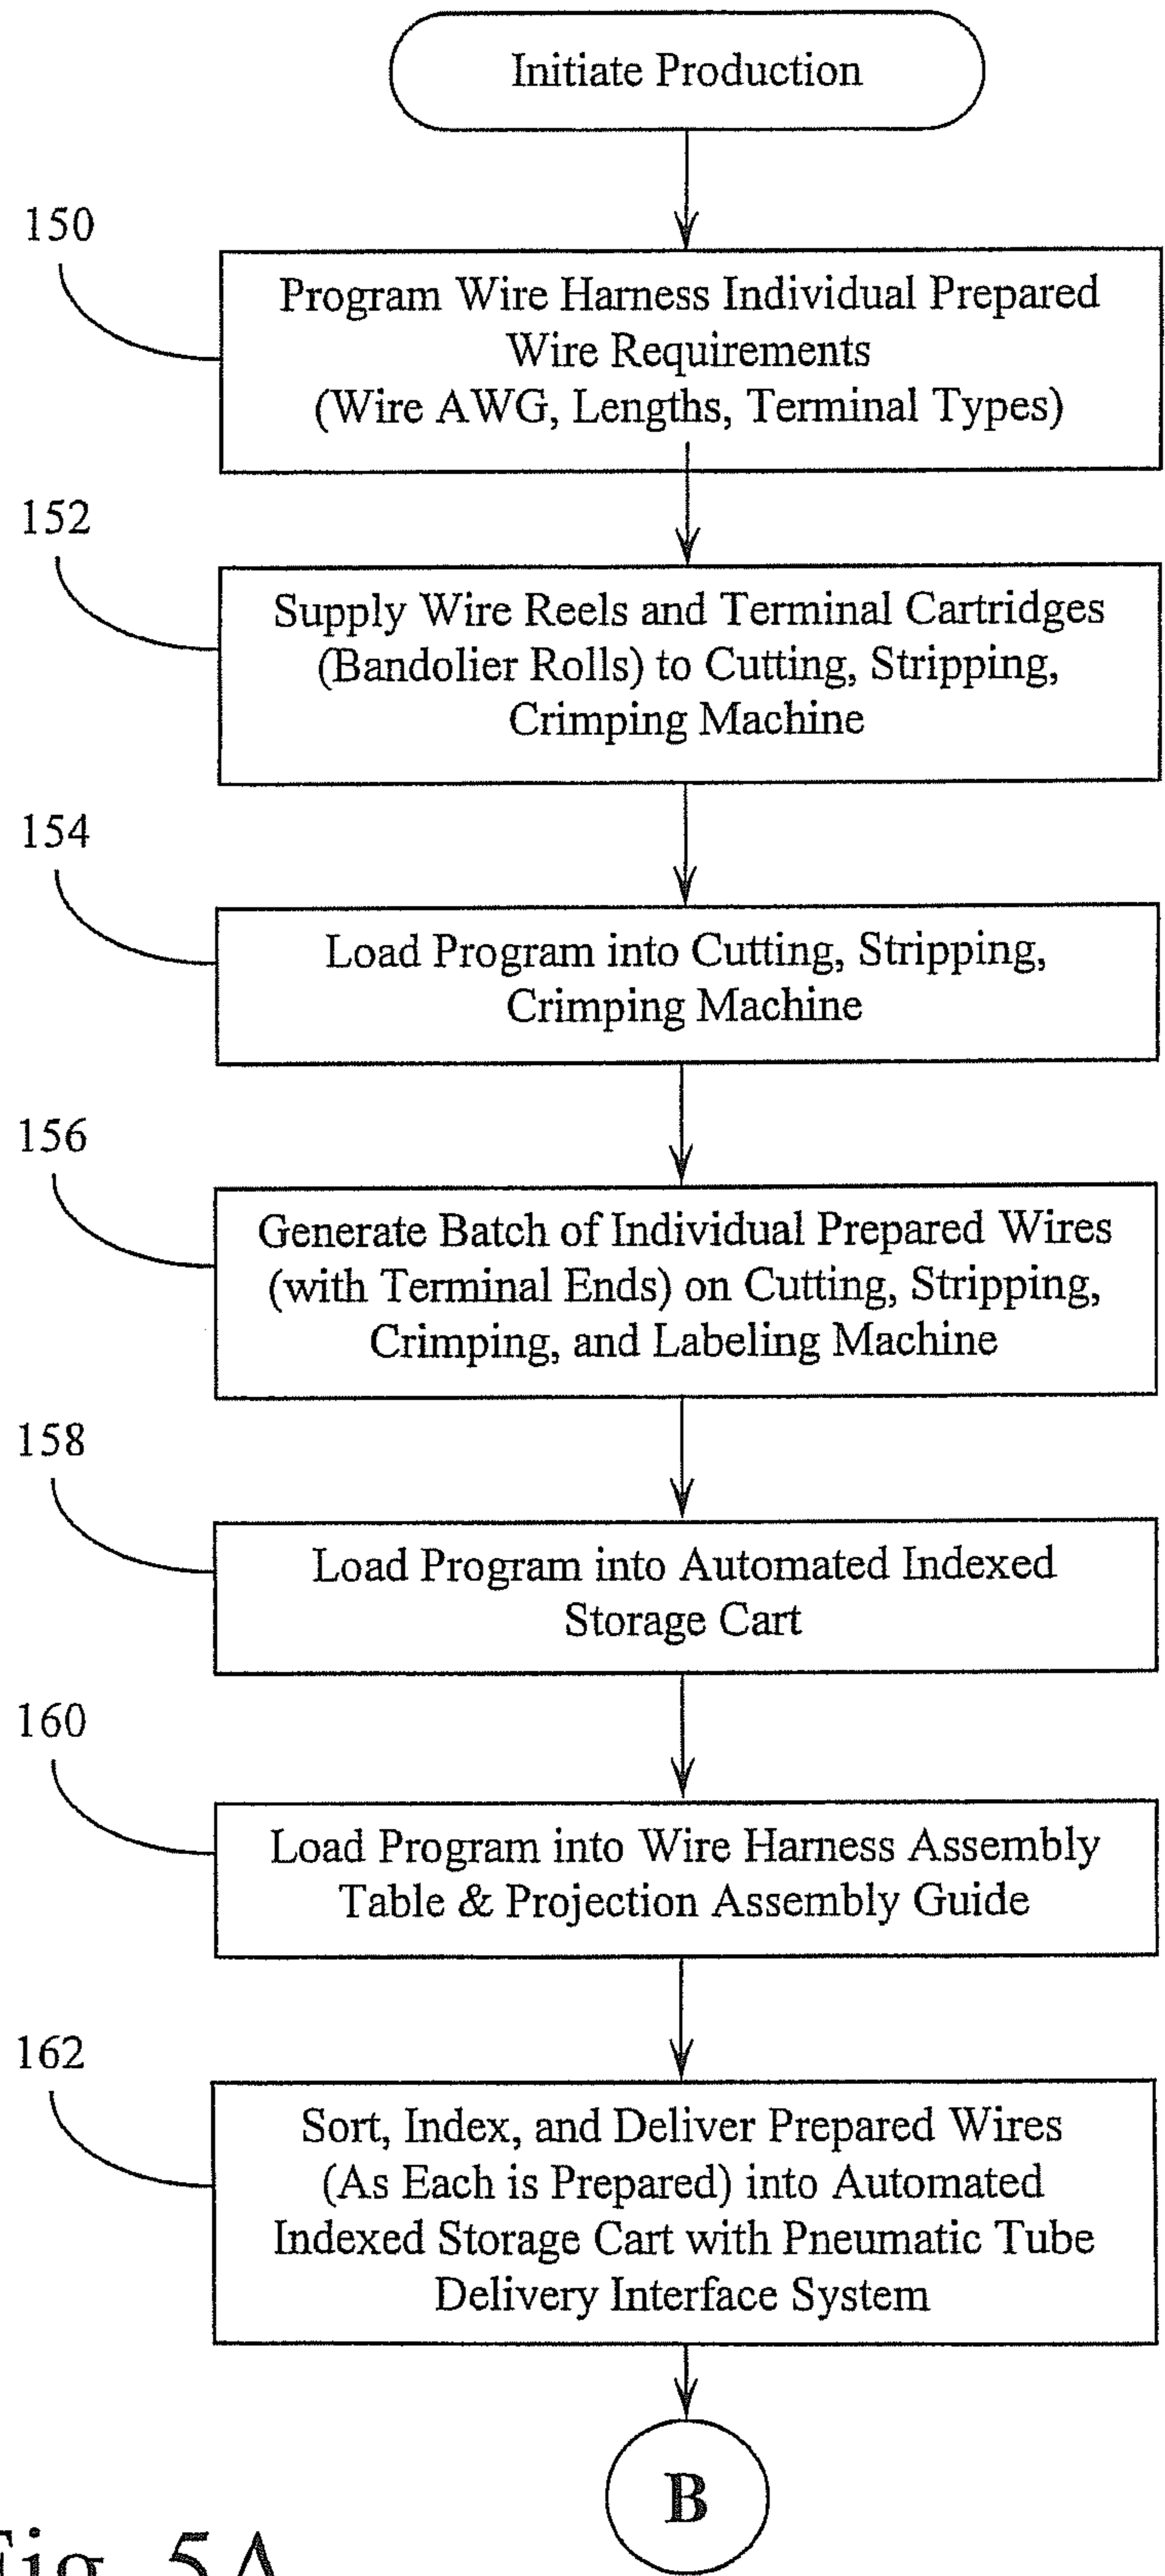 Initiate Production
150
Program Wire Harness Individual Prepared
Wire Requirements
(Wire AWG, Lengths, Terminal Types)
152
Supply Wire Reels and Terminal Cartridges
(Bandolier Rolls) to Cutting, Stripping,
Crimping Machine
154
Load Program into Cutting, Stripping,
Crimping Machine
156
Generate Batch of Individual Prepared Wires
(with Terminal Ends) on Cutting, Stripping,
Crimping, and Labeling Machine
158
Load Program into Automated Indexed
Storage Cart
160
Load Program into Wire Harness Assembly
Table & Projection Assembly Guide
162
Sort, Index, and Deliver Prepared Wires
(As Each is Prepared) into Automated
Indexed Storage Cart with Pneumatic Tube
Delivery Interface System
B
Fig. 5A